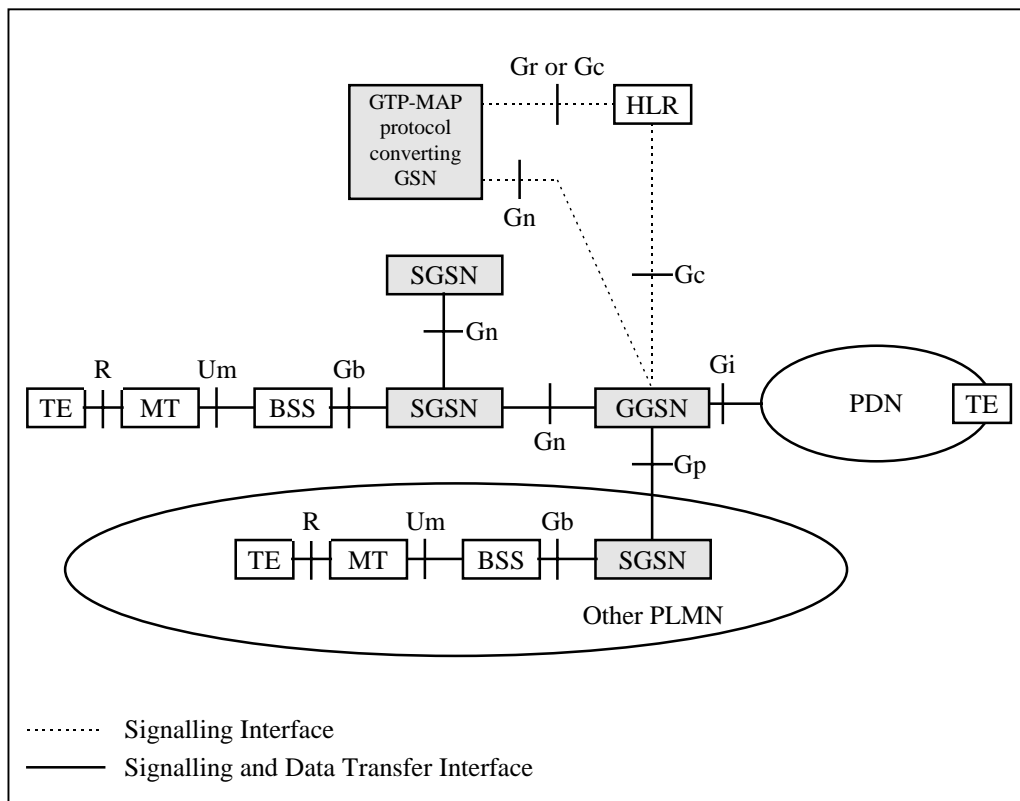 Gr or Gc
GTP-MAP
protocol
converting
GSN
HLR
Gn
SGSN
Gc
Gn
R
Um
Gb
Gi
TE
MT
BSS
SGSN
GGSN
PDN
TE
Gn
Gp
R
Um
Gb
TE
MT
BSS
SGSN
Other PLMN
Signalling Interface
Signalling and Data Transfer Interface